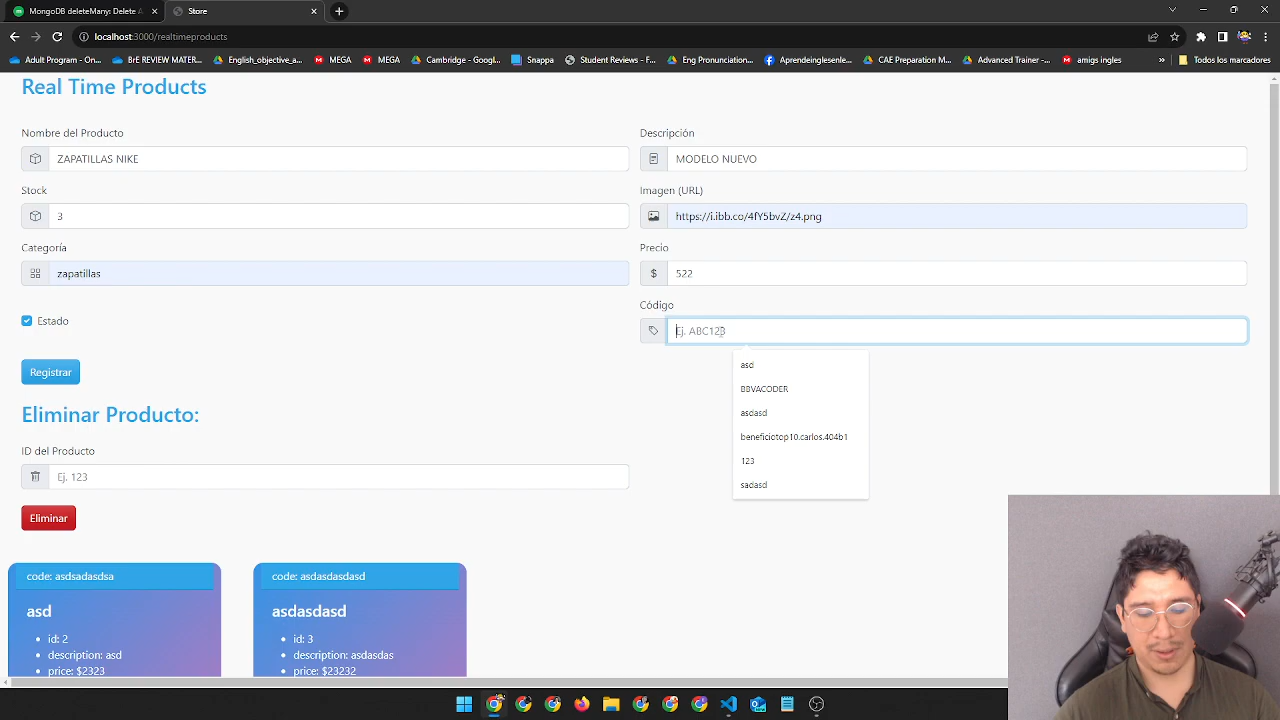 MongoDB deleteMany: Delete A
Store
localhost:3000/realtimeproducts
Adult Program - On...
BrE REVIEW MATER...
English_objective_a...
MEGA
MEGA
Cambridge - Googl...
Snappa
Student Reviews - F...
Eng Pronunciation...
Aprendeinglesenle...
CAE Preparation M...
Advanced Trainer -...
amigs ingles
»
Todos los marcadores
Real Time Products
Nombre del Producto
ZAPATILLAS NIKE
Descripción
MODELO NUEVO
Stock
3
Imagen (URL)
https://i.ibb.co/4fY5bvZ/z4.png
Categoría
zapatillas
Precio
$ 522
Estado
Código
Ej. ABC123
asd
BBVACODER
asdasd
beneficiotop10.carlos.404b1
123
sadasd
Registrar
Eliminar Producto:
ID del Producto
Ej. 123
Eliminar
code: asdsadasdsa
asd
• id: 2
• description: asd
• price: $2323
code: asdasdasdasd
asdasdasd
• id: 3
• description: asdasdas
• price: $23232